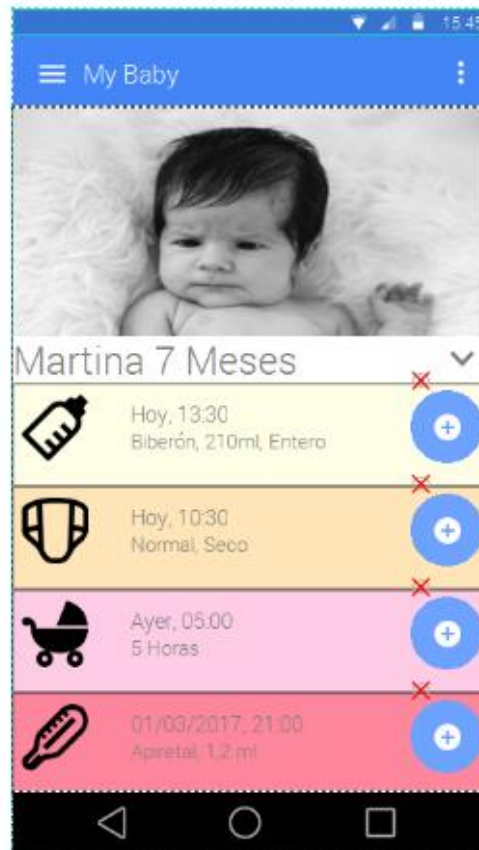 15:45
My Baby
Martina 7 Meses
Hoy, 13:30
Biberón, 210ml, Entero
Hoy, 10:30
Normal, Seco
Ayer, 05:00
5 Horas
01/03/2017, 21:00
Apiretal, 1,2 ml